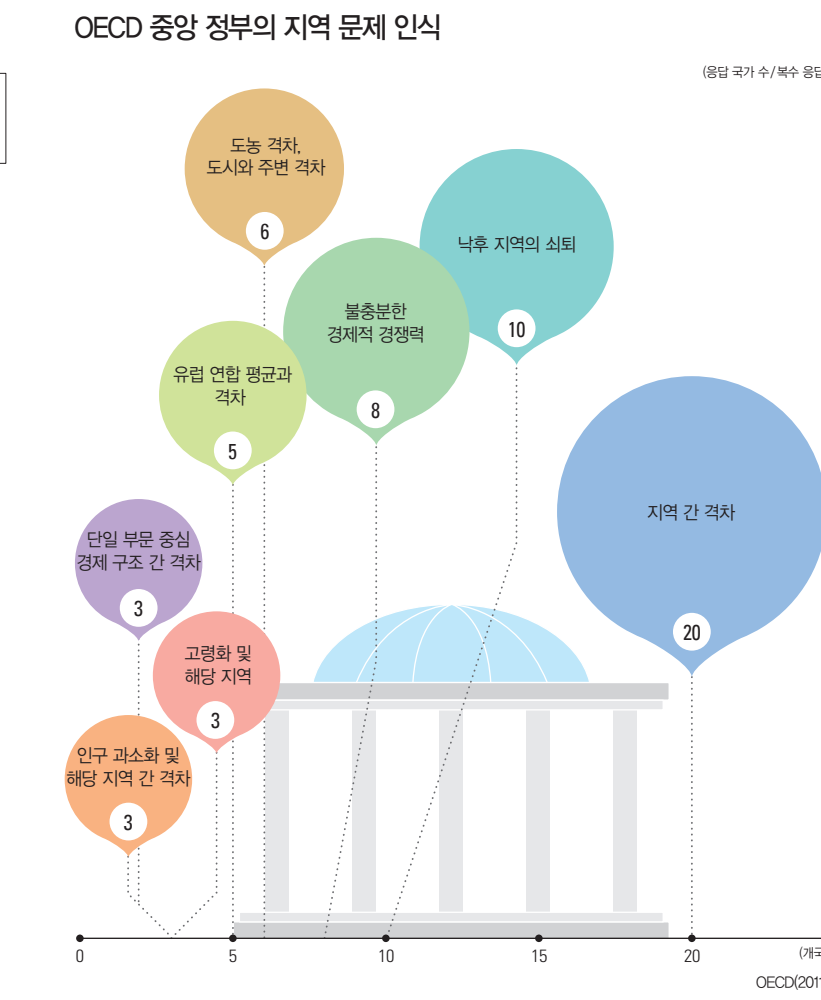 OECD 중앙 정부의 지역 문제 인식
(응답 국가 수/복수 응답
도농 격차,
도시와 주변 격차
6
낙후 지역의 쇠퇴
10
불충분한
경제적 경쟁력
8
유럽 연합 평균과
격차
5
지역 간 격차
20
단일 부문 중심
경제 구조 간 격차
3
고령화 및
해당 지역
3
인구 과소화 및
해당 지역 간 격차
3
0 5 10 15 20
(개국
OECD(2011